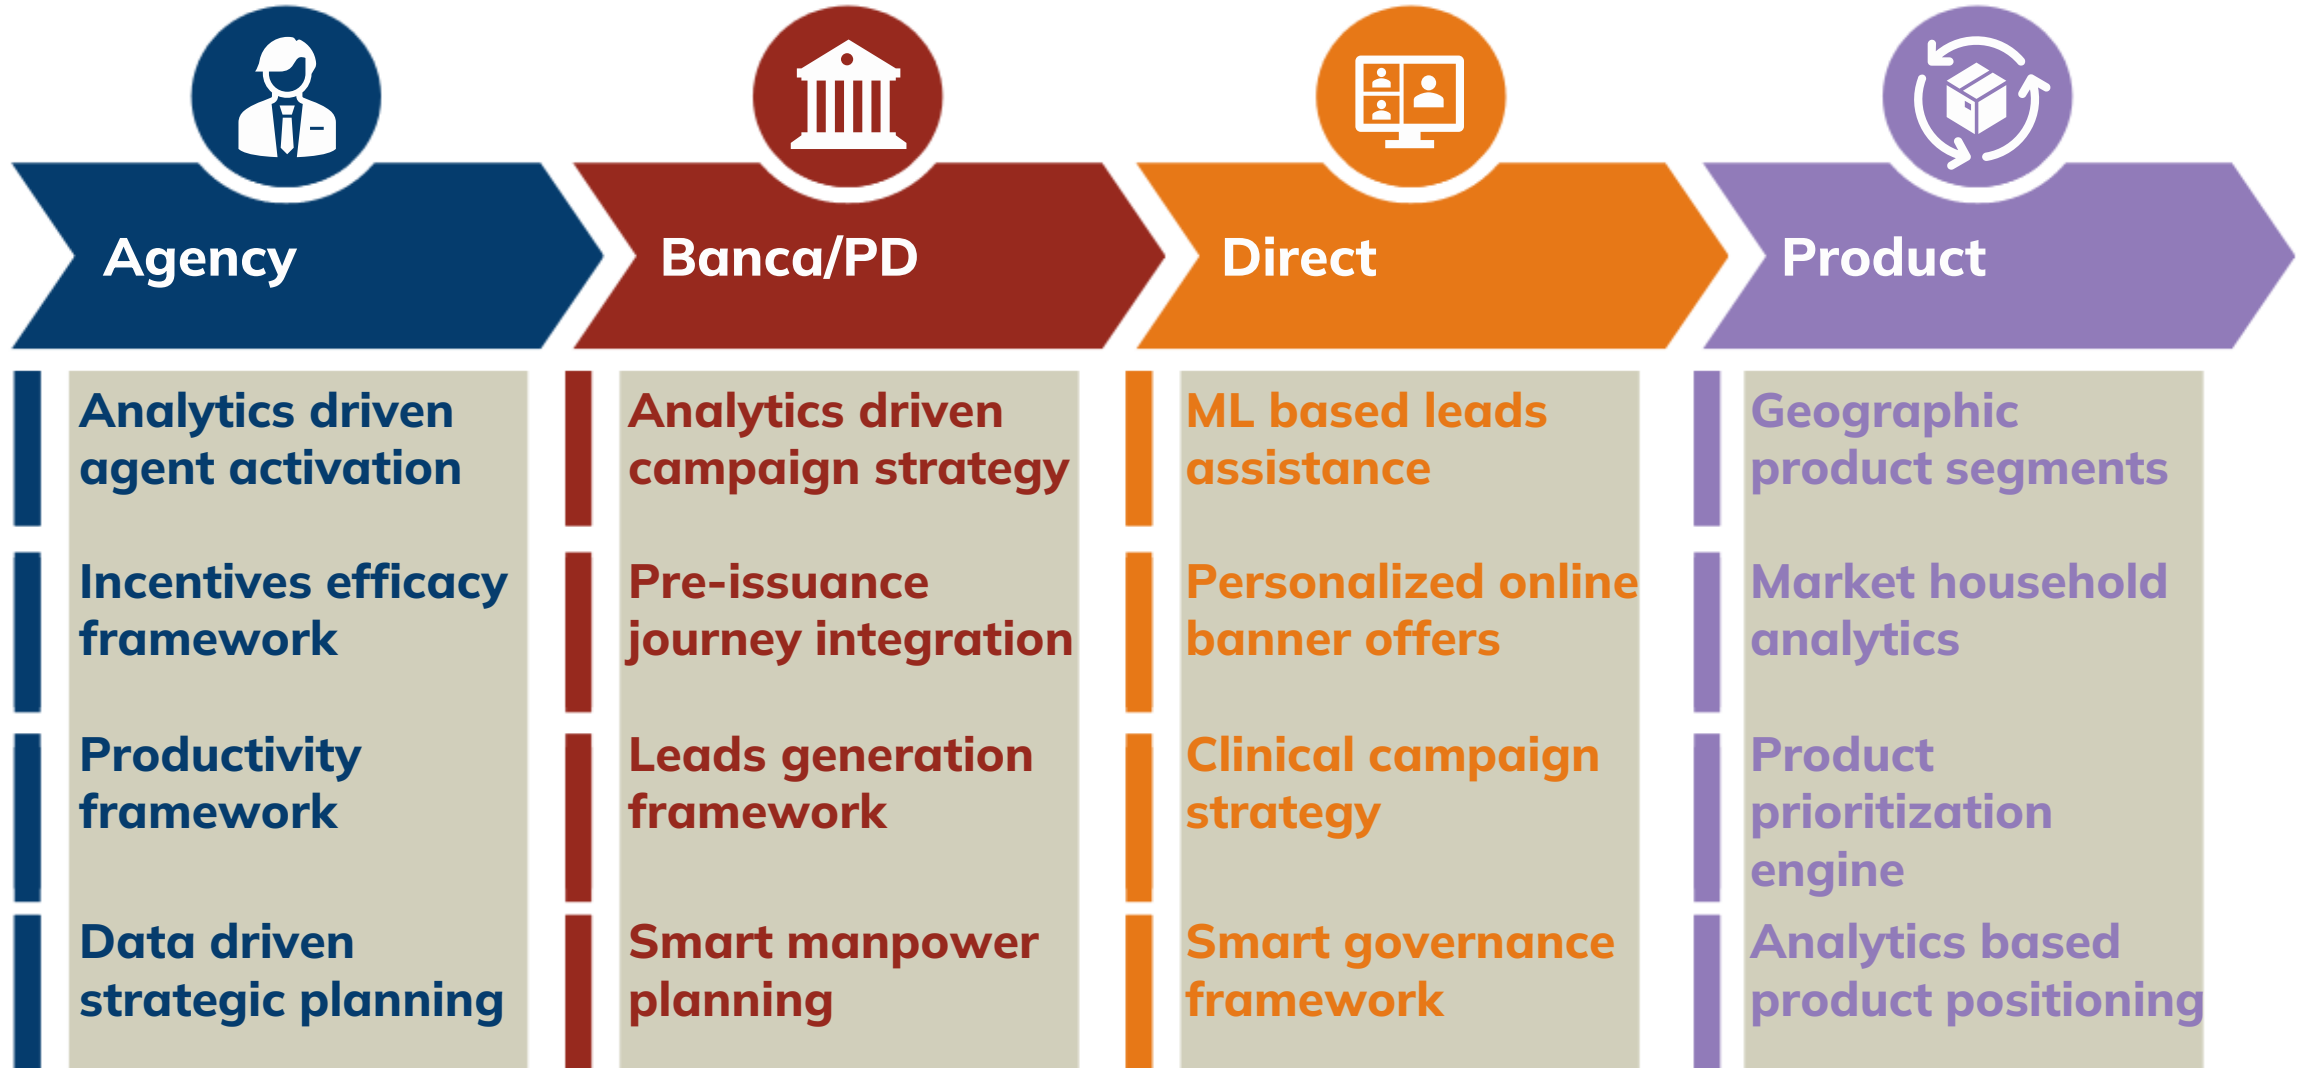 Agency
Analytics driven
agent activation
Incentives efficacy
framework
Productivity
framework
Data driven
strategic planning
Banca/PD
Analytics driven
campaign strategy
Pre-issuance
journey integration
Leads generation
framework
Smart manpower
planning
Direct
ML based leads
assistance
Personalized online
banner offers
Clinical campaign
strategy
Smart governance
framework
Product
Geographic
product segments
Market household
analytics
Product
prioritization
engine
Analytics based
product positioning